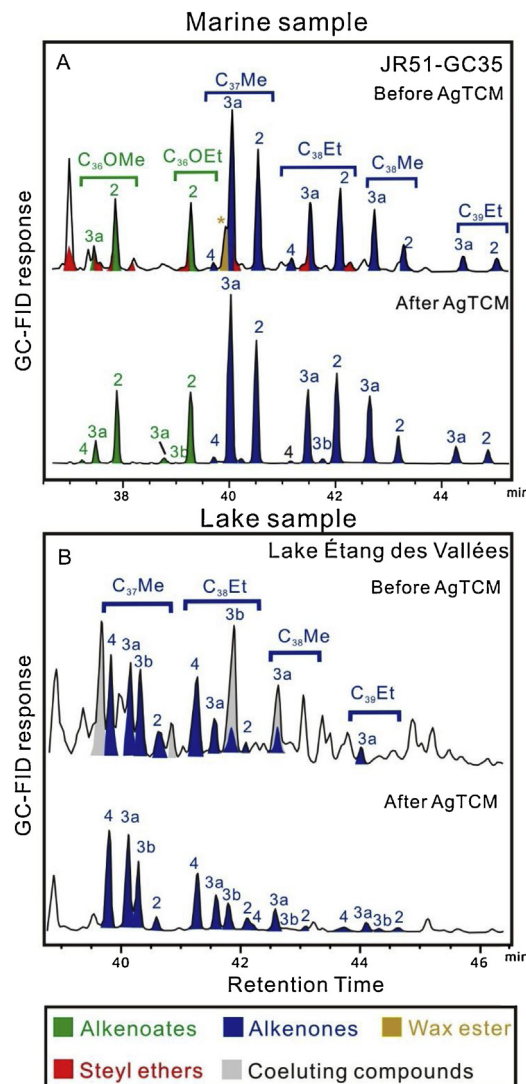 Marine sample
A
JR51-GC35
Before AgTCM
C₃₇Me
3a
2
C₃₆OMe
C₃₆OEt
C₃₈Et
C₃₈Me
C₃₉Et
2
3a
2
*
4
4
3a
2
3a
2
3a
2
After AgTCM
3a
2
4
3a
2
3a
3b
2
4
3a
2
4
3b
3a
2
3a
2
GC-FID response
38
40
42
44
min
Lake sample
B
Lake Étang des Vallées
Before AgTCM
C₃₇Me
C₃₈Et
C₃₈Me
C₃₉Et
4
3a
3b
2
4
3a
3b
2
3a
3a
After AgTCM
4
3a
3b
2
4
3a
3b
2
4
3a
3b
2
4
3a
3b
2
GC-FID response
40
42
44
46
min
Retention Time
Alkenoates
Alkenones
Wax ester
Steyl ethers
Coeluting compounds